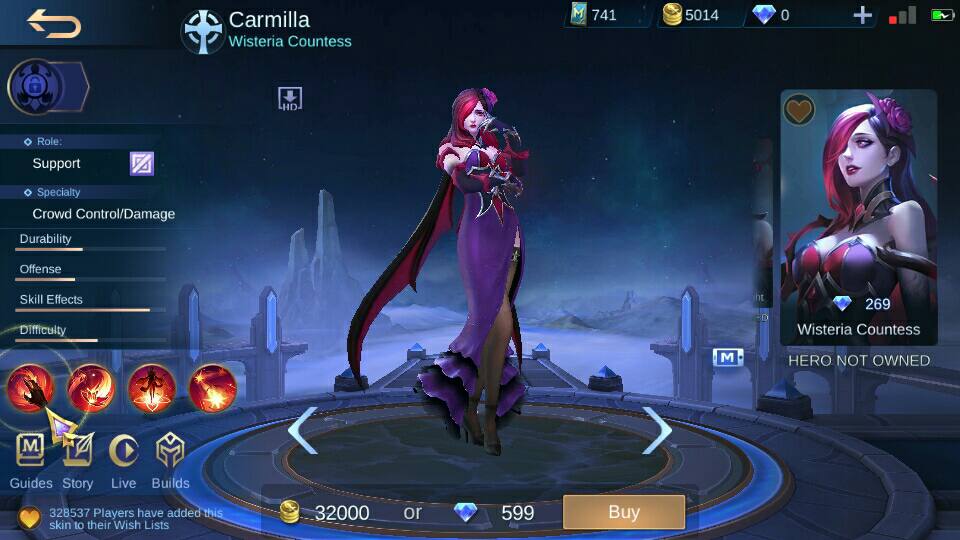 Carmilla
Wisteria Countess
M
741
5014
0
HD
Role:
Support
Specialty
Crowd Control/Damage
Durability
Offense
Skill Effects
Difficulty
269
Wisteria Countess
HERO NOT OWNED
M
M
Guides
Story
Live
Builds
328537 Players have added this
skin to their Wish Lists
32000
or
599
Buy